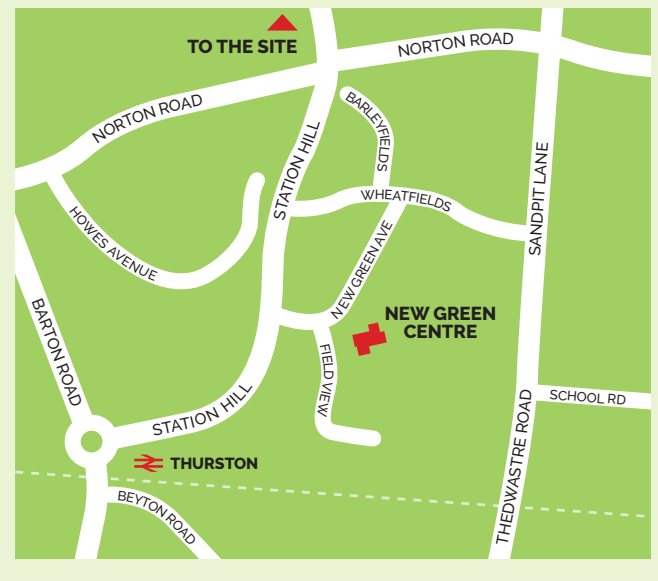 TO THE SITE
NORTON ROAD
NORTON ROAD
BARLEYFIELDS
STATION HILL
WHEATFIELDS
SANDPIT LANE
HOWES AVENUE
NEW GREEN AVE
BARTON ROAD
NEW GREEN
CENTRE
FIELD VIEW
SCHOOL RD
STATION HILL
THEDWASTRE ROAD
THURSTON
BEYTON ROAD